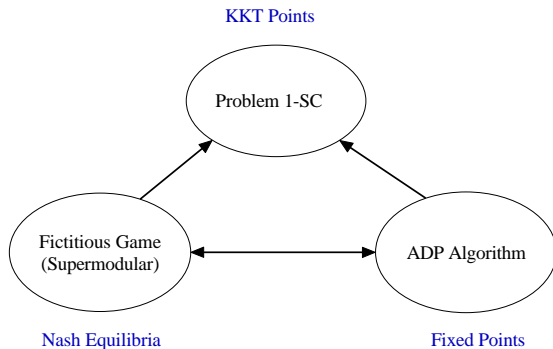 KKT Points
Problem 1-SC
Fictitious Game
(Supermodular)
ADP Algorithm
Nash Equilibria
Fixed Points